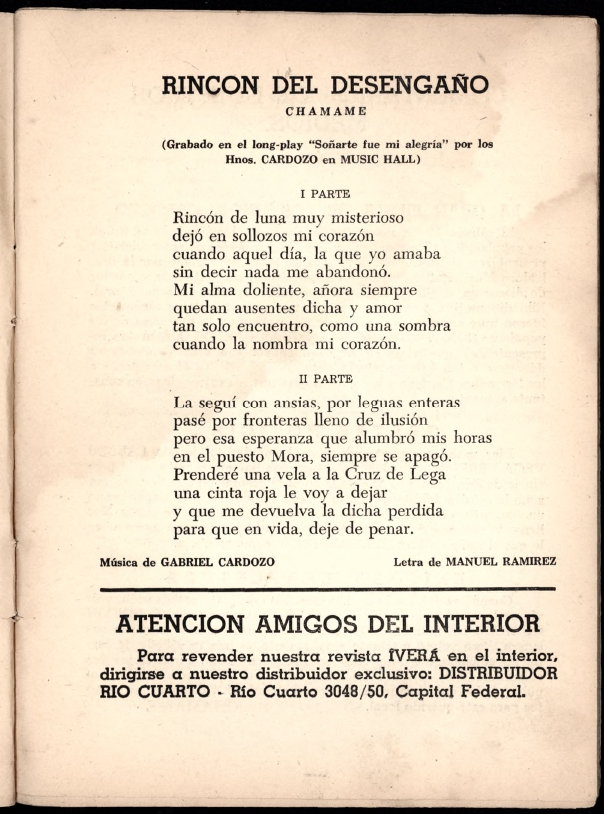 RINCON DEL DESENGAÑO
CHAMAME
(Grabado en el long-play “Soñarte fue mi alegría” por los
Hnos. CARDOZO en MUSIC HALL)
I PARTE
Rincón de luna muy misterioso
dejó en sollozos mi corazón
cuando aquel día, la que yo amaba
sin decir nada me abandonó.
Mi alma doliente, añora siempre
quedan ausentes dicha y amor
tan solo encuentro, como una sombra
cuando la nombra mi corazón.
II PARTE
La seguí con ansias, por leguas enteras
pasé por fronteras lleno de ilusión
pero esa esperanza que alumbró mis horas
en el puesto Mora, siempre se apagó.
Prenderé una vela a la Cruz de Lega
una cinta roja le voy a dejar
y que me devuelva la dicha perdida
para que en vida, deje de penar.
Música de GABRIEL CARDOZO Letra de MANUEL RAMIREZ
ATENCION AMIGOS DEL INTERIOR
Para revender nuestra revista ÍVERÁ en el interior,
dirigirse a nuestro distribuidor exclusivo: DISTRIBUIDOR
RIO CUARTO - Río Cuarto 3048/50, Capital Federal.